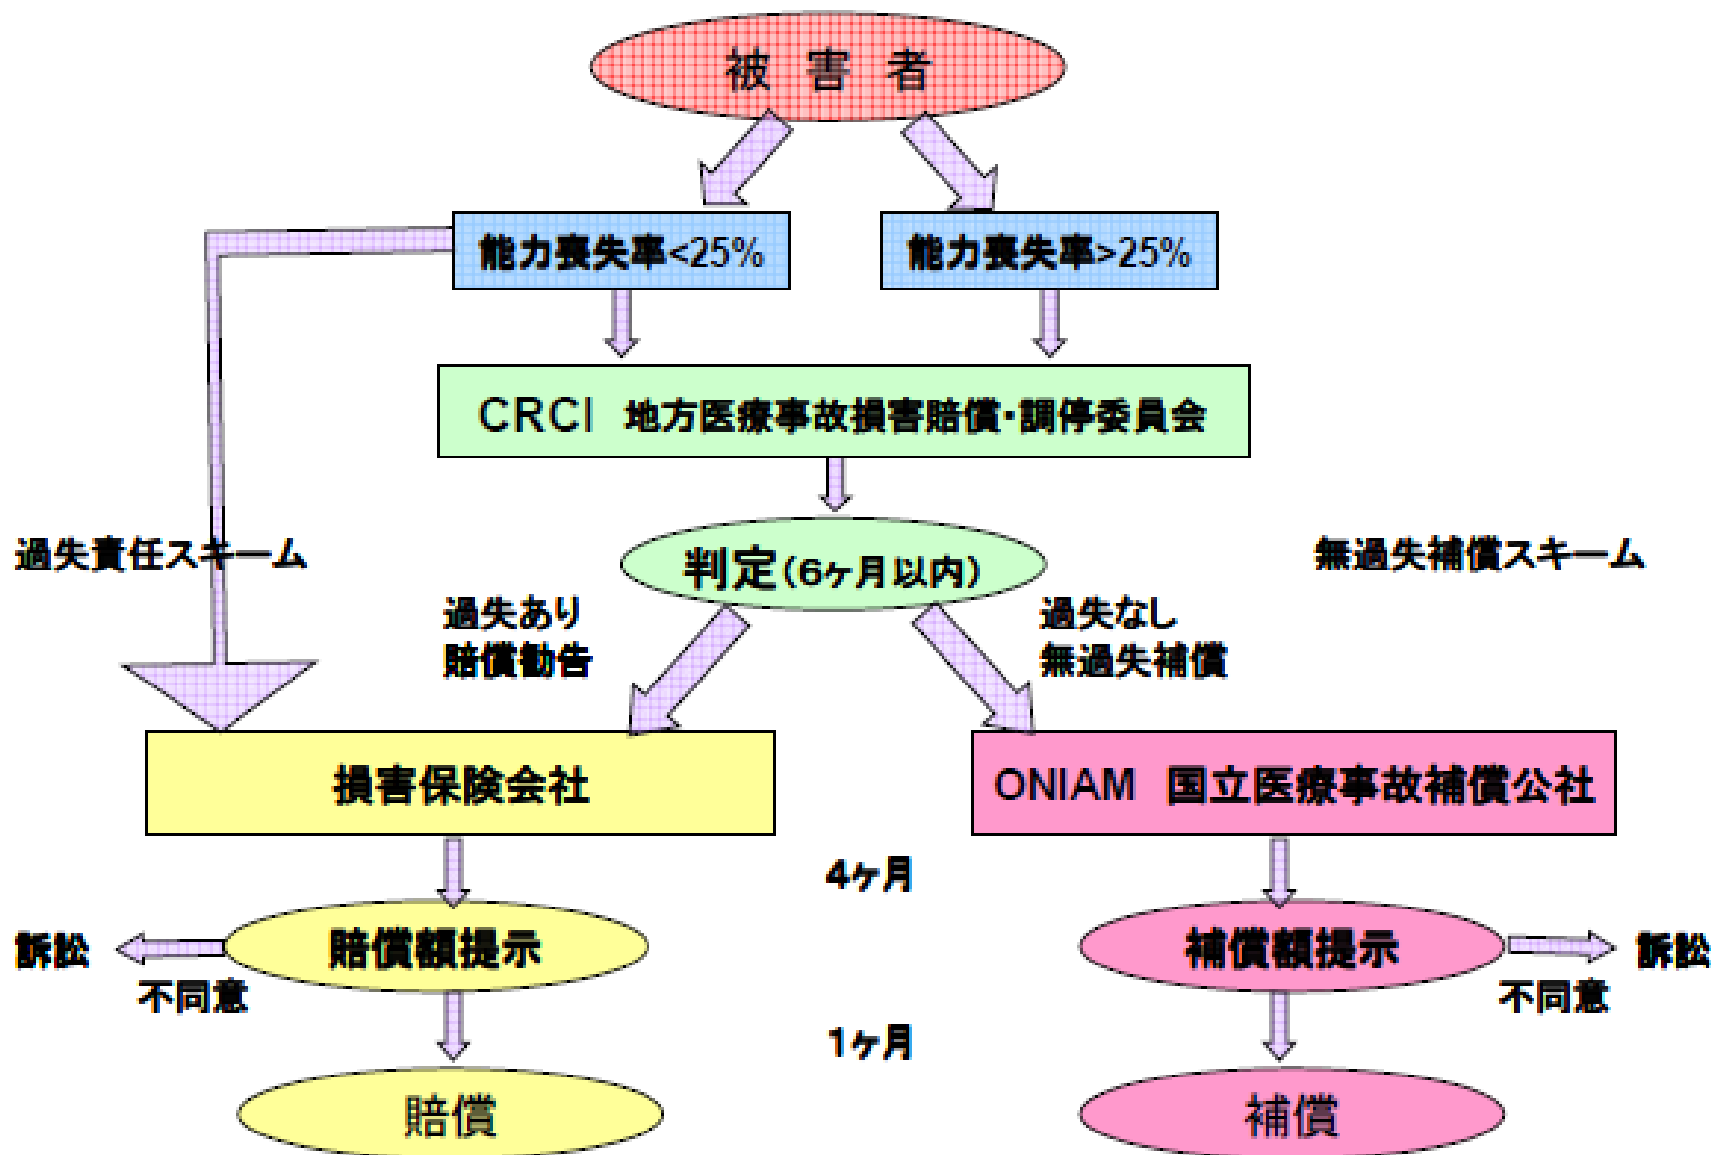 被 害 者
能力喪失率<25%
能力喪失率>25%
CRCI 地方医療事故損害賠償・調停委員会
過失責任スキーム
判定(6ヶ月以内)
無過失補償スキーム
過失あり
賠償勧告
過失なし
無過失補償
損害保険会社
ONIAM 国立医療事故補償公社
4ヶ月
訴訟
賠償額提示
補償額提示
訴訟
不同意
不同意
1ヶ月
賠償
補償